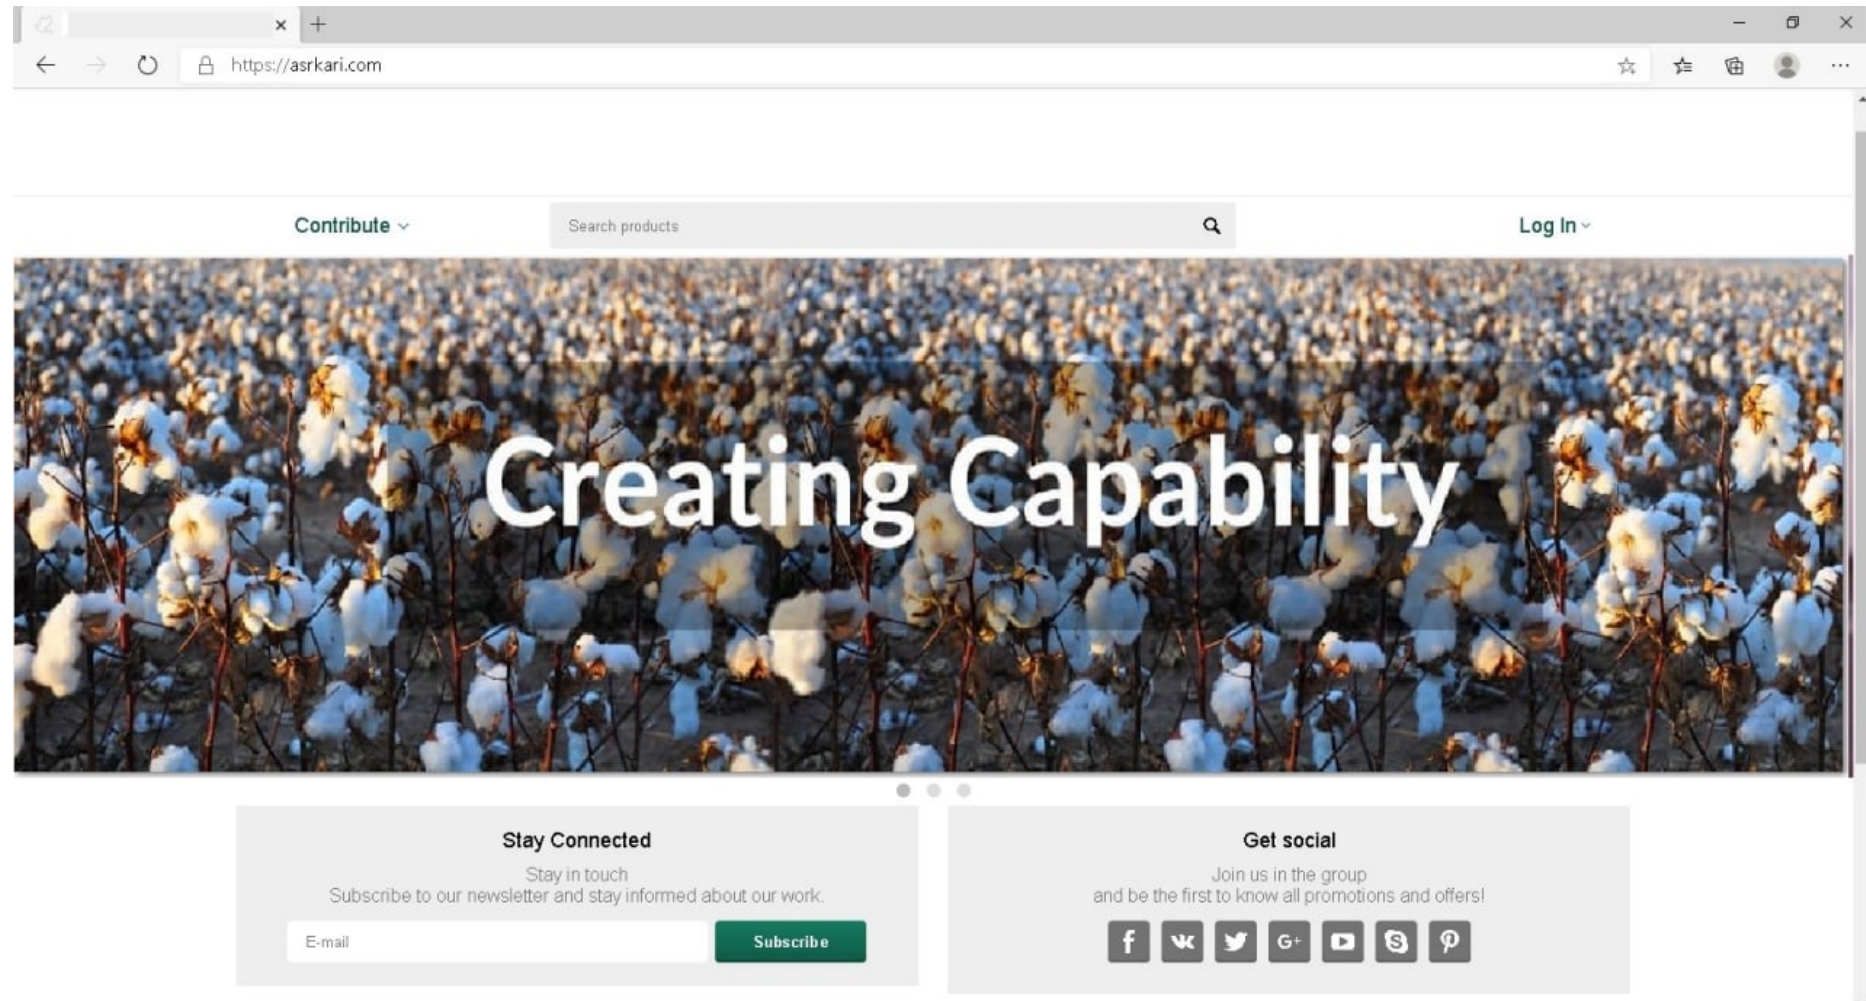 https://asrkari.com
Contribute
Search products
Log In
Creating Capability
Stay Connected
Stay in touch
Subscribe to our newsletter and stay informed about our work.
E-mail
Subscribe
Get social
Join us in the group
and be the first to know all promotions and offers!
G+